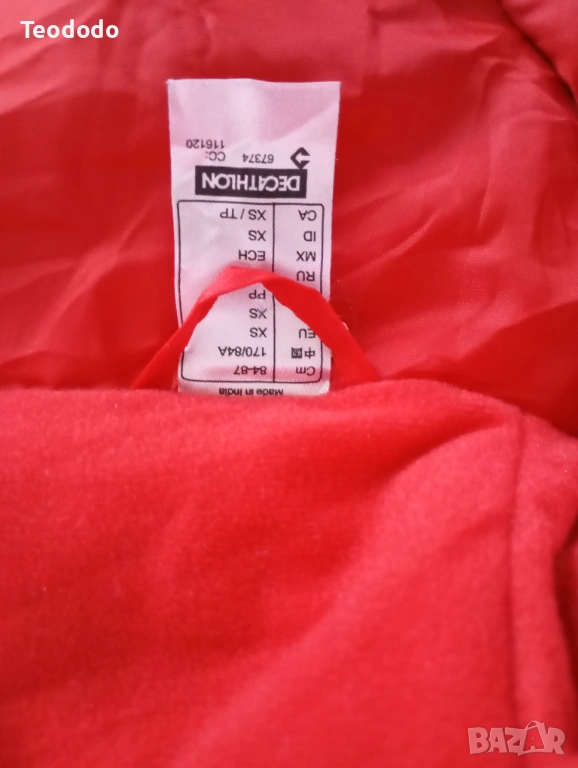 Teododo
Made in India
Cm 84-87
中国 170/84A
EU XS
XS
PP
RU
MX ECH
ID XS
CA XS / TP
DECATHLON
67374
CC: 116120
BAZAR